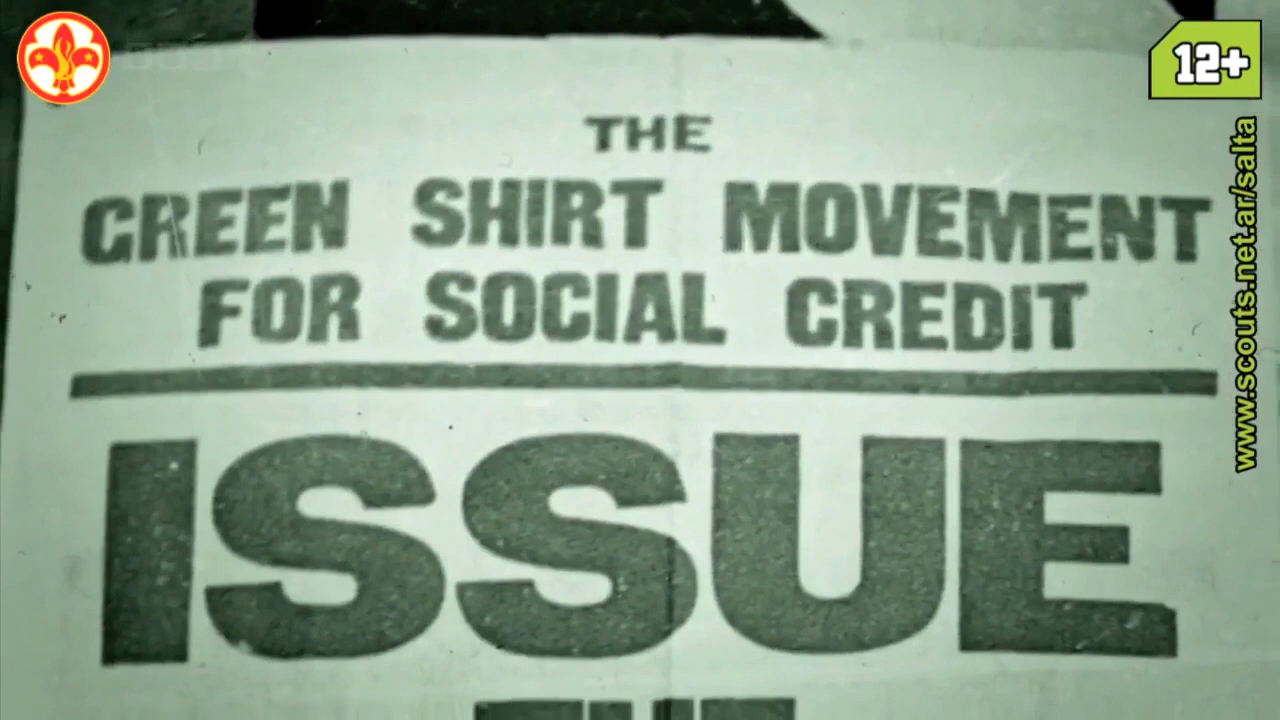 THE
GREEN SHIRT MOVEMENT
FOR SOCIAL CREDIT
ISSUE
12+
www.scouts.net.ar/salta